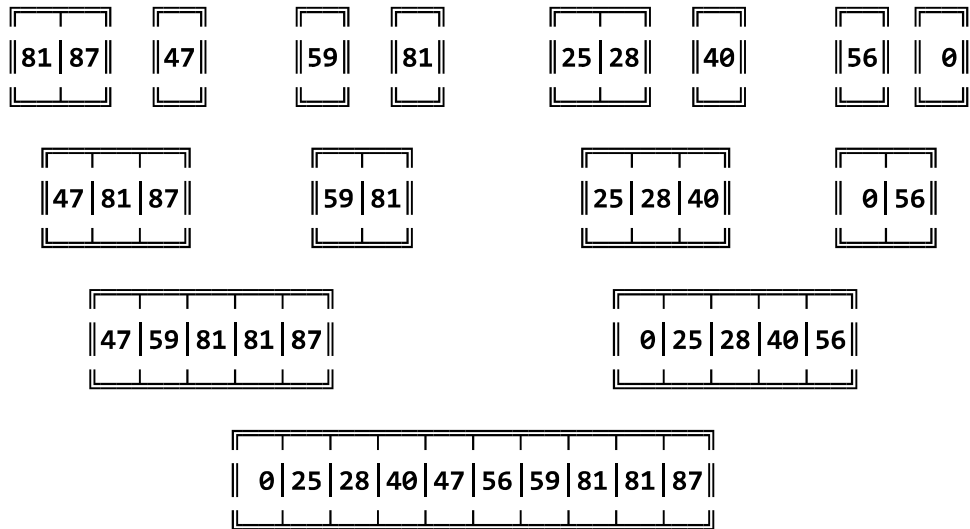 81 87 47 59 81 25 28 40 56 0
47 81 87 59 81 25 28 40 0 56
47 59 81 81 87 0 25 28 40 56
0 25 28 40 47 56 59 81 81 87